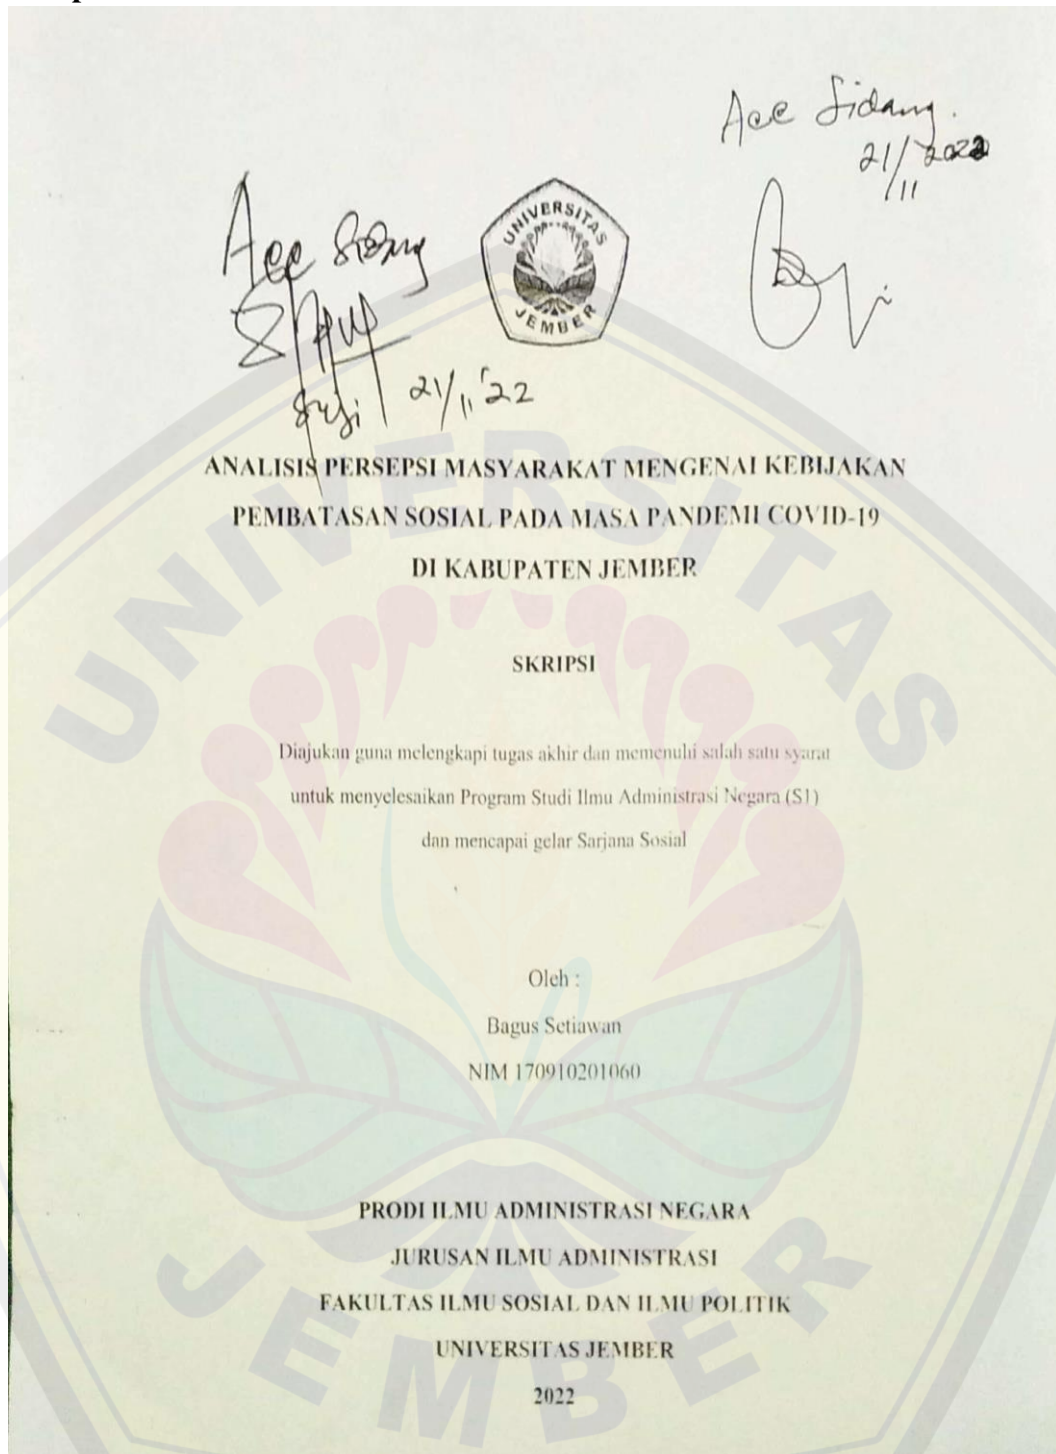 Acc Sidang.
21/11 2022
Acc Sidang
Susi 21/11 '22
UNIVERSITAS
JEMBER
ANALISIS PERSEPSI MASYARAKAT MENGENAI KEBIJAKAN
PEMBATASAN SOSIAL PADA MASA PANDEMI COVID-19
DI KABUPATEN JEMBER
SKRIPSI
Diajukan guna melengkapi tugas akhir dan memenuhi salah satu syarat
untuk menyelesaikan Program Studi Ilmu Administrasi Negara (S1)
dan mencapai gelar Sarjana Sosial
Oleh :
Bagus Setiawan
NIM 170910201060
PRODI ILMU ADMINISTRASI NEGARA
JURUSAN ILMU ADMINISTRASI
FAKULTAS ILMU SOSIAL DAN ILMU POLITIK
UNIVERSITAS JEMBER
2022
UNIVERSITAS
JEMBER